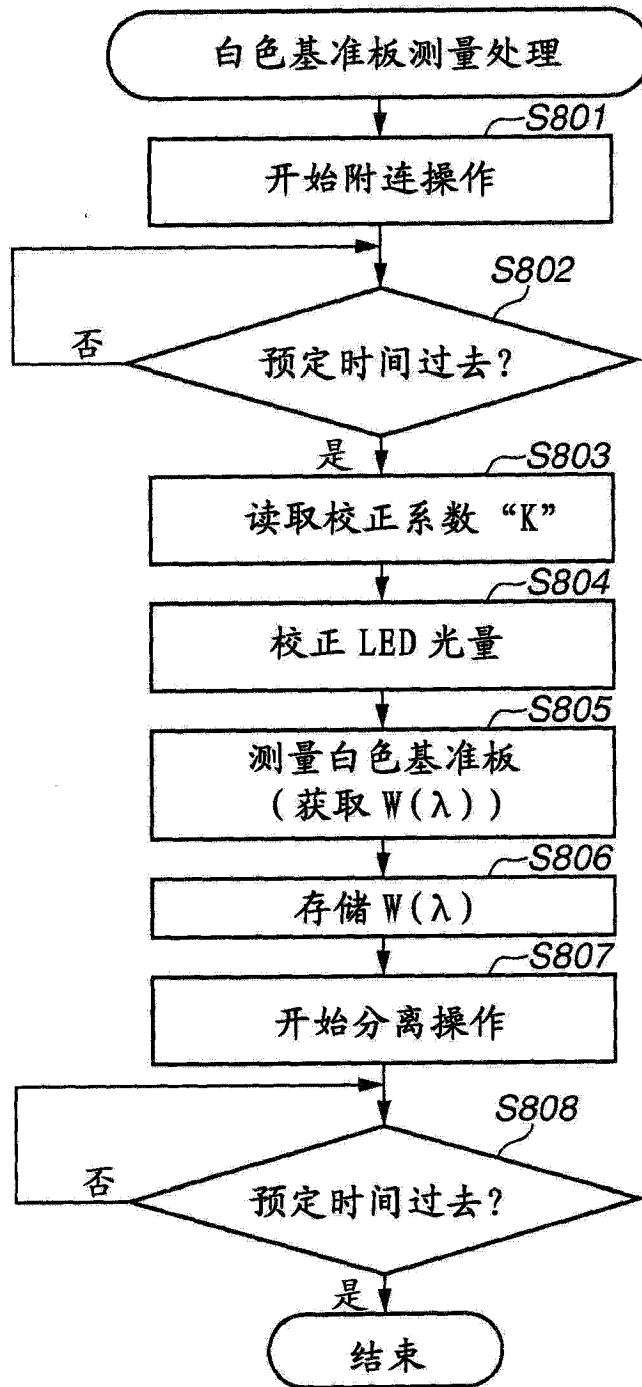 白色基准板测量处理
S801
开始附连操作
S802
否
预定时间过去?
是
S803
读取校正系数“K”
S804
校正 LED 光量
S805
测量白色基准板
(获取 W(λ))
S806
存储 W(λ)
S807
开始分离操作
S808
否
预定时间过去?
是
结束